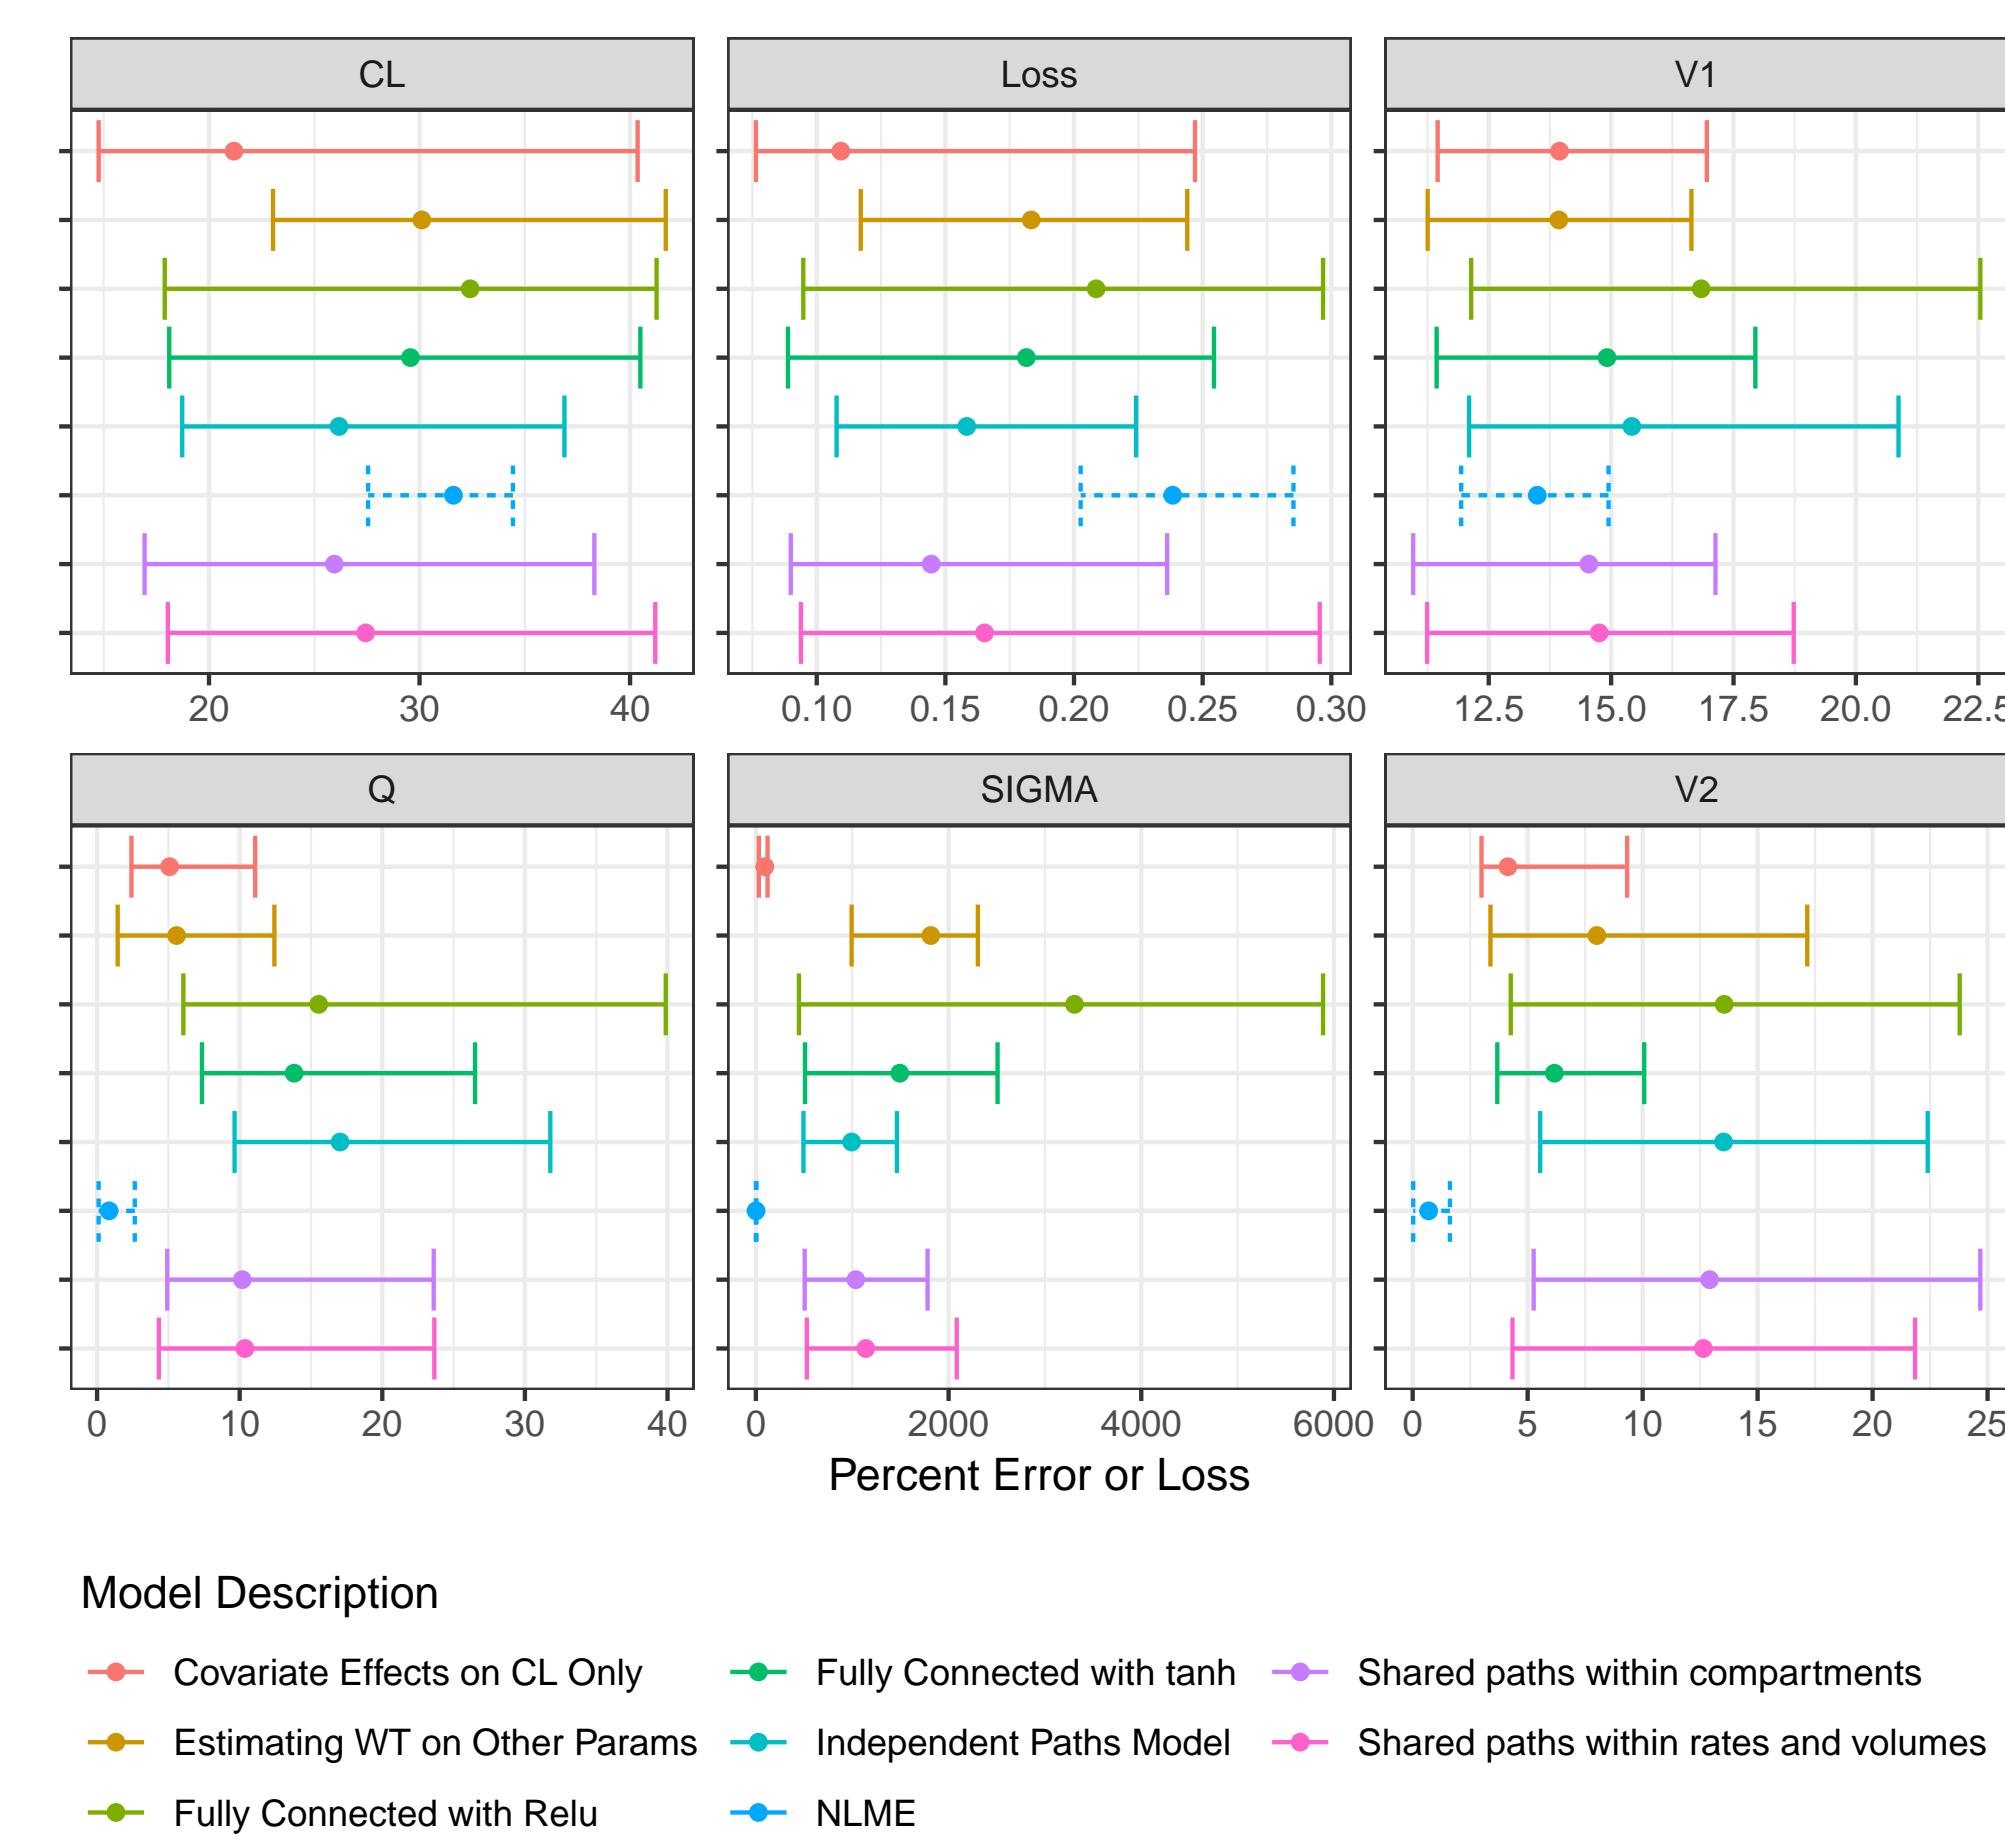 CL Loss V1
20 30 40 0.10 0.15 0.20 0.25 0.30 12.5 15.0 17.5 20.0 22.5
Q SIGMA V2
0 10 20 30 40 0 2000 4000 6000 0 5 10 15 20 25
Percent Error or Loss
Model Description
Covariate Effects on CL Only Fully Connected with tanh Shared paths within compartments
Estimating WT on Other Params Independent Paths Model Shared paths within rates and volumes
Fully Connected with Relu NLME